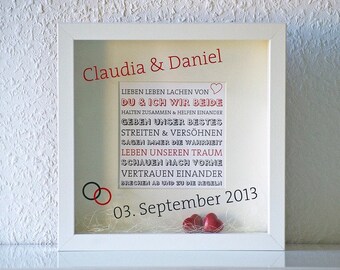 Claudia & Daniel
LIEBEN LEBEN LACHEN VON
DU & ICH WIR BEIDE
HALTEN ZUSAMMEN & HELFEN EINANDER
GEBEN UNSER BESTES
STREITEN & VERSÖHNEN
SAGEN IMMER DIE WAHRHEIT
LEBEN UNSEREN TRAUM
SCHAUEN NACH VORNE
VERTRAUEN EINANDER
BRECHEN AB UND ZU DIE REGELN
03. September 2013